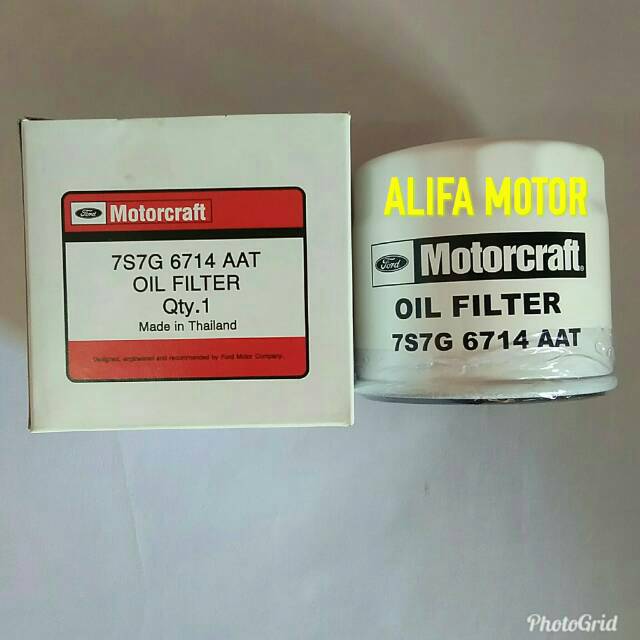 Ford Motorcraft
7S7G 6714 AAT
OIL FILTER
Qty.1
Made in Thailand
Designed, engineered and recommended by Ford Motor Company.
ALIFA MOTOR
Ford Motorcraft®
OIL FILTER
7S7G 6714 AAT
PhotoGrid